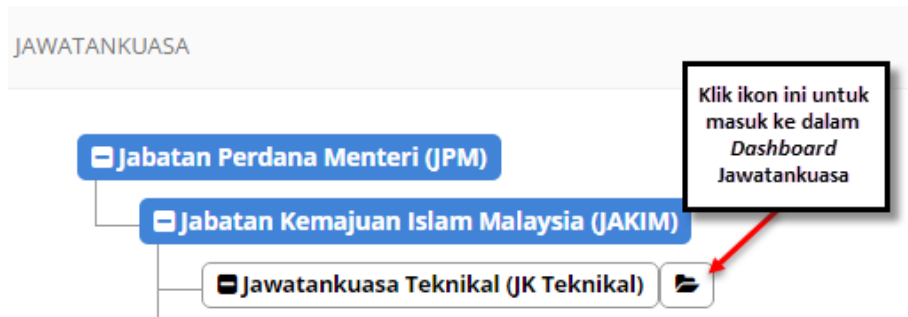 JAWATANKUASA
Klik ikon ini untuk
masuk ke dalam
Dashboard
Jawatankuasa
Jabatan Perdana Menteri (JPM)
Jabatan Kemajuan Islam Malaysia (JAKIM)
Jawatankuasa Teknikal (JK Teknikal)